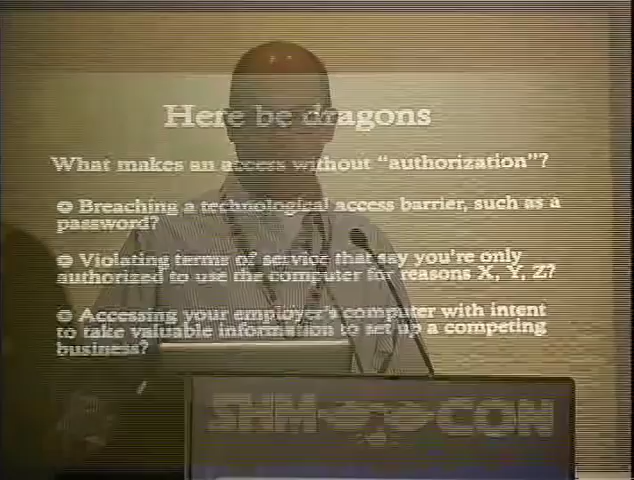 Here be dragons
What makes an access without "authorization"?
Breaching a technological access barrier, such as a
password?
Violating terms of service that say you're only
authorized to use the computer for reasons X, Y, Z?
Accessing your employer's computer with intent
to take valuable information to set up a competing
business?
SHMOOCON